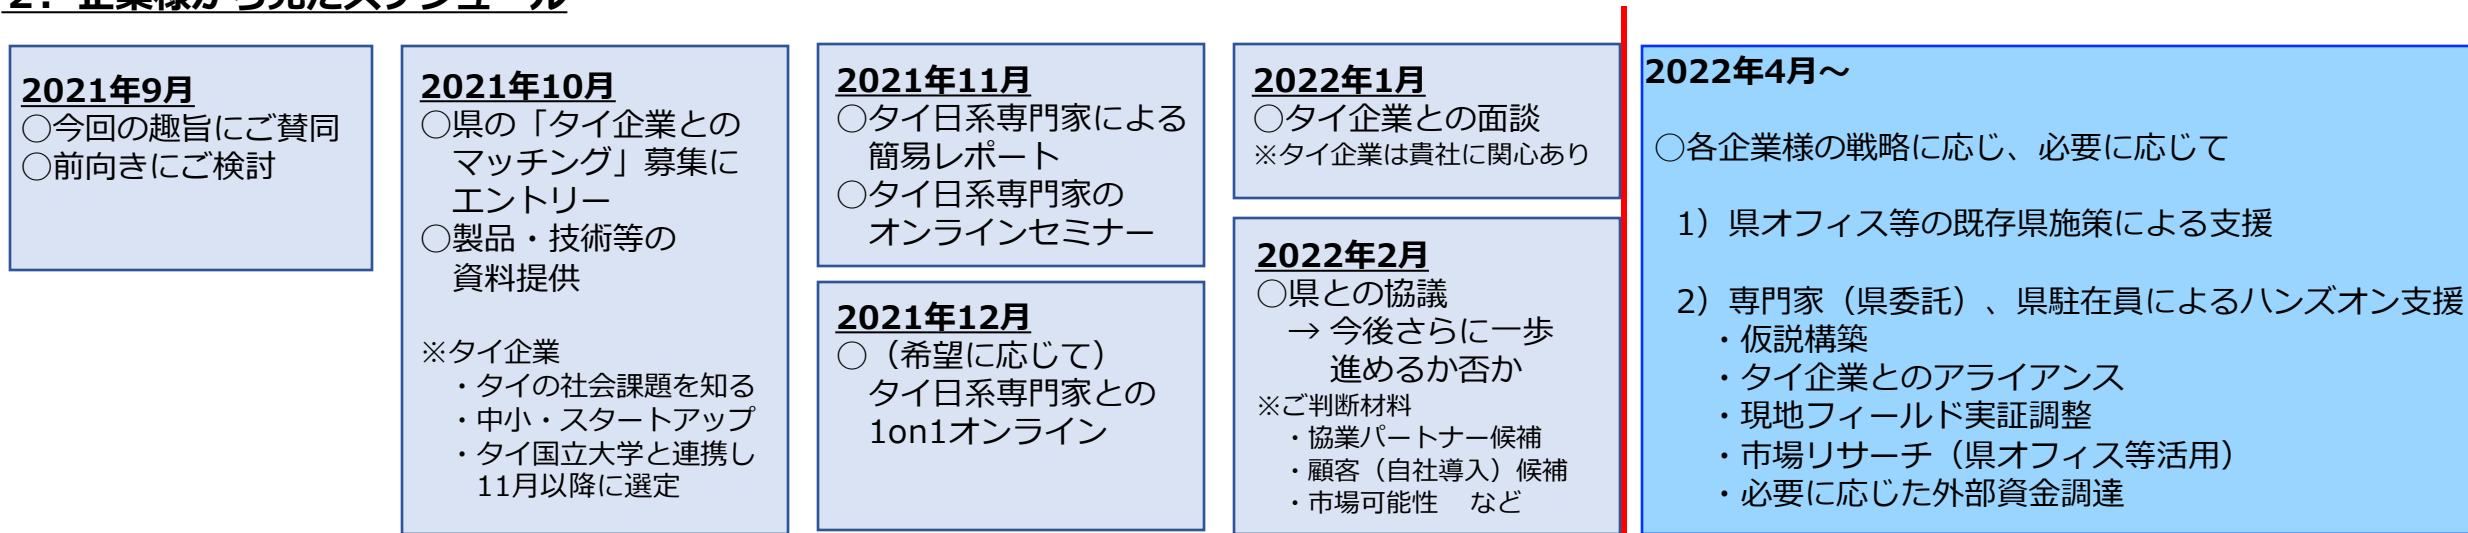 2．企業様から見たスケジュール
2021年9月
○今回の趣旨にご賛同
○前向きにご検討
2021年10月
○県の「タイ企業との
マッチング」募集に
エントリー
○製品・技術等の
資料提供
※タイ企業
・タイの社会課題を知る
・中小・スタートアップ
・タイ国立大学と連携し
11月以降に選定
2021年11月
○タイ日系専門家による
簡易レポート
○タイ日系専門家の
オンラインセミナー
2021年12月
○（希望に応じて）
タイ日系専門家との
1on1オンライン
2022年1月
○タイ企業との面談
※タイ企業は貴社に関心あり
2022年2月
○県との協議
→ 今後さらに一歩
進めるか否か
※ご判断材料
・協業パートナー候補
・顧客（自社導入）候補
・市場可能性　など
2022年4月～
○各企業様の戦略に応じ、必要に応じて
1）県オフィス等の既存県施策による支援
2）専門家（県委託）、県駐在員によるハンズオン支援
・仮説構築
・タイ企業とのアライアンス
・現地フィールド実証調整
・市場リサーチ（県オフィス等活用）
・必要に応じた外部資金調達